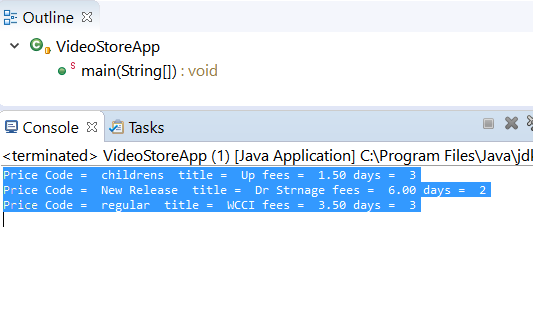 Outline
VideoStoreApp
main(String[]) : void
Console
Tasks
<terminated> VideoStoreApp (1) [Java Application] C:\Program Files\Java\jdl
Price Code =  childrens  title =  Up fees =  1.50 days =  3
Price Code =  New Release  title =  Dr Strnage fees =  6.00 days =  2
Price Code =  regular  title =  WCCI fees =  3.50 days =  3